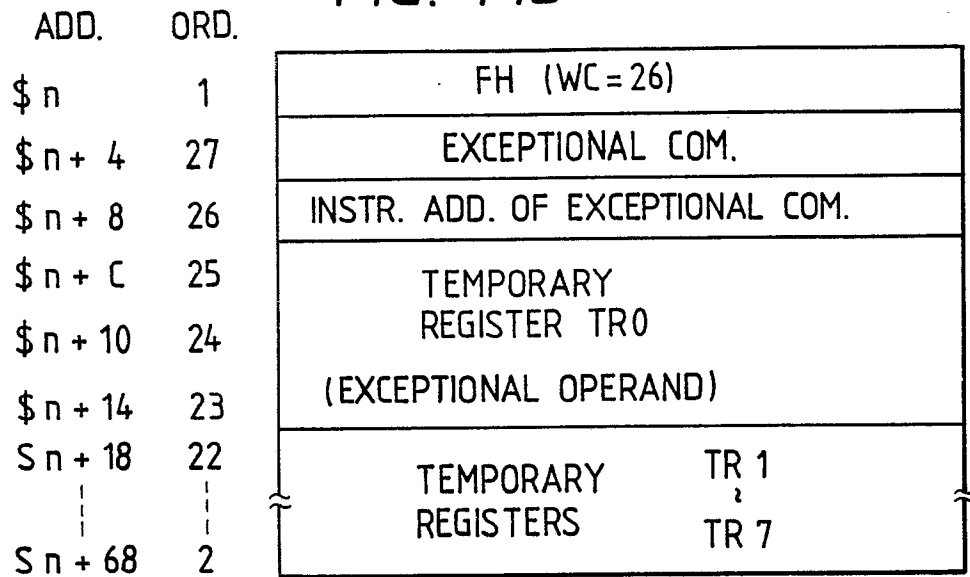 ADD. ORD.
$ n 1 FH (WC = 26)
$ n + 4 27 EXCEPTIONAL COM.
$ n + 8 26 INSTR. ADD. OF EXCEPTIONAL COM.
$ n + C 25 TEMPORARY
REGISTER TR0
$ n + 10 24
(EXCEPTIONAL OPERAND)
$ n + 14 23
S n + 18 22 TEMPORARY TR 1
REGISTERS ~ TR 7
S n + 68 2